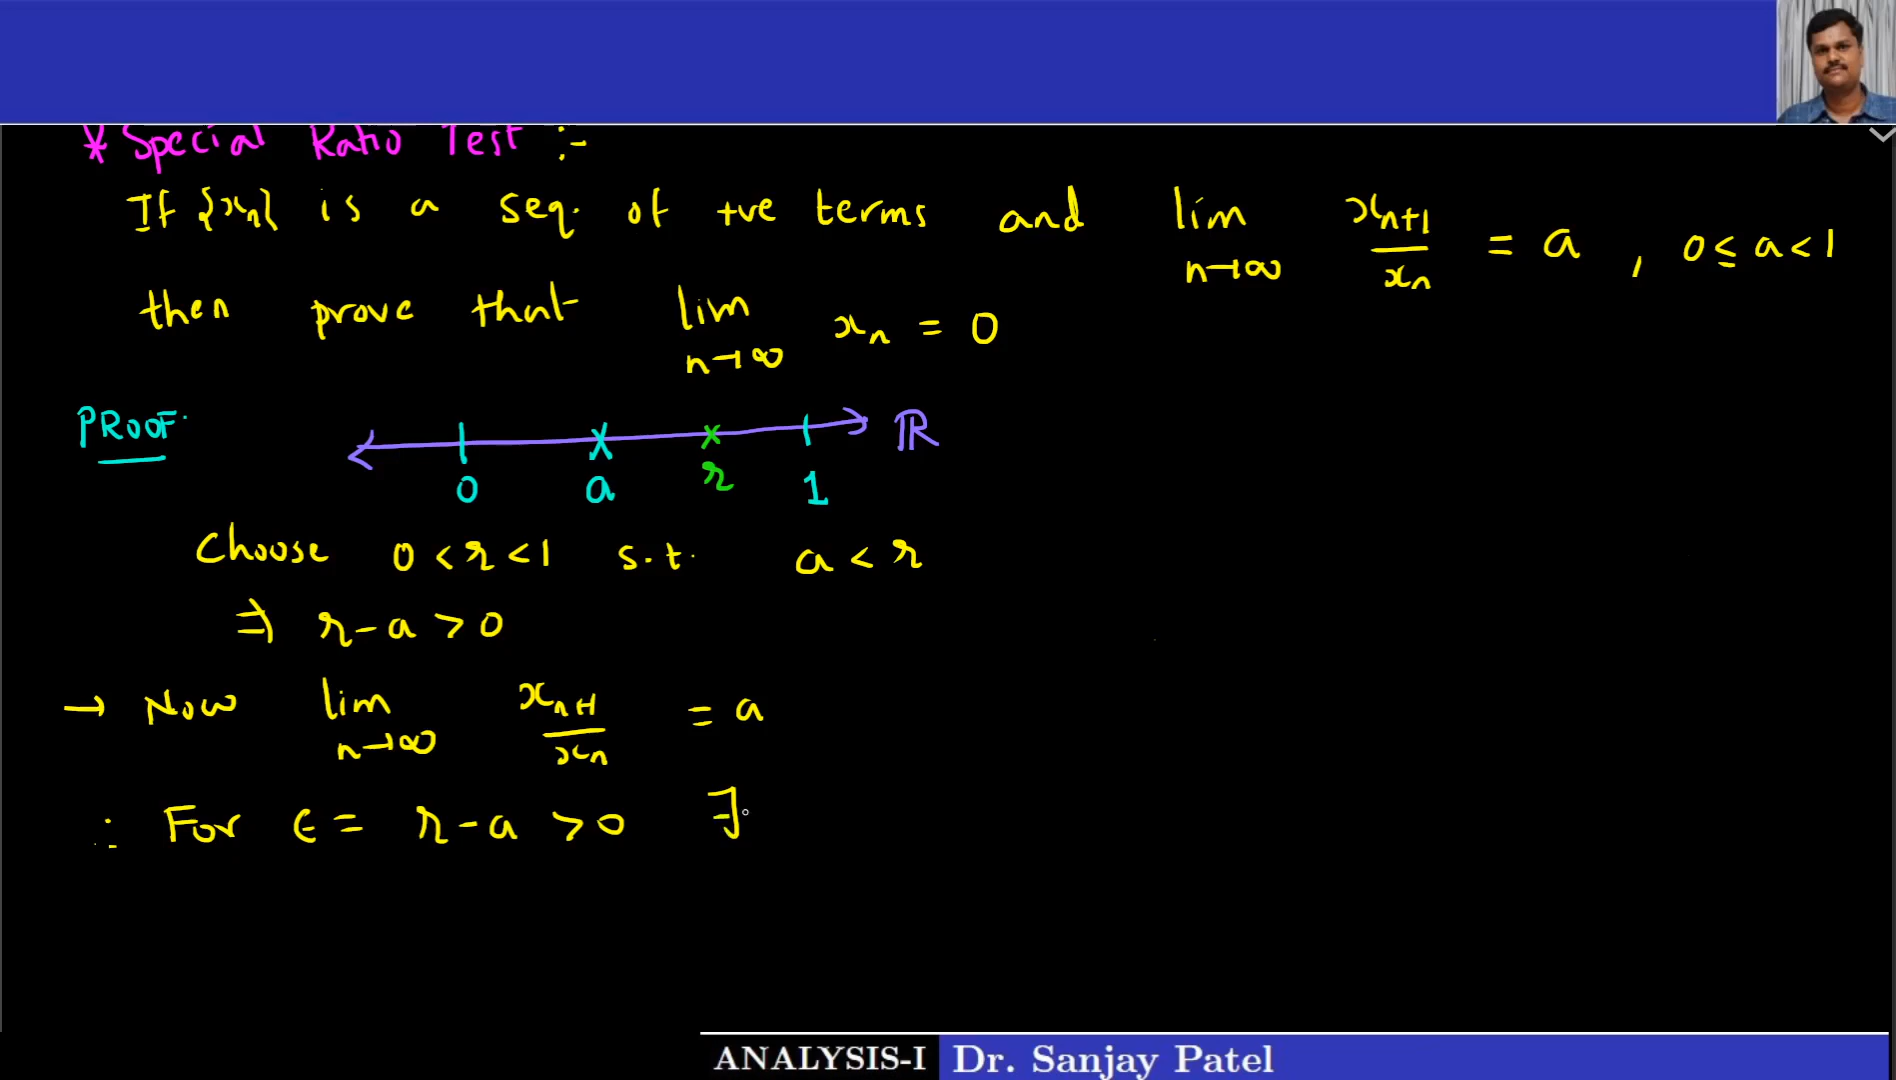 * Special Ratio Test :-
If {xₙ} is a seq. of +ve terms and lim n→∞ xₙ₊₁/xₙ = a , 0 ≤ a < 1
then prove that lim n→∞ xₙ = 0
PROOF.
ℝ
0 a r 1
Choose 0 < r < 1 s.t. a < r
⇒ r - a > 0
→ Now lim n→∞ xₙ₊₁/xₙ = a
∴ For ϵ = r - a > 0 ∃
ANALYSIS-I Dr. Sanjay Patel